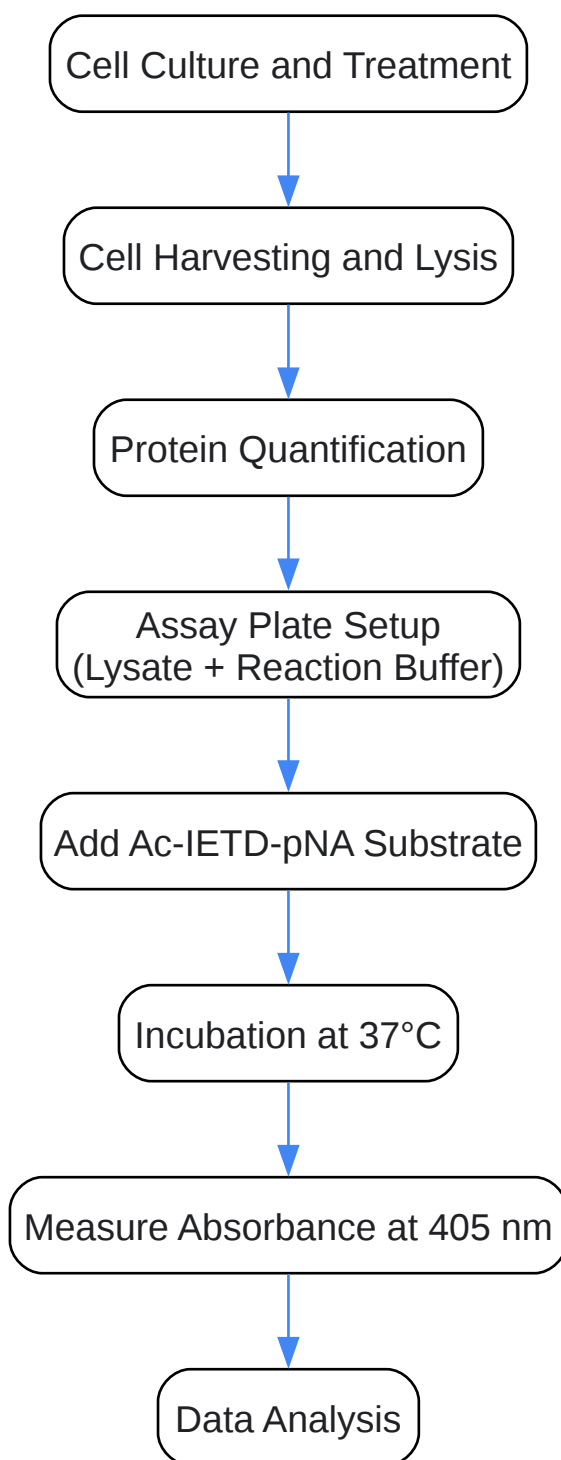 Cell Culture and Treatment
Cell Harvesting and Lysis
Protein Quantification
Assay Plate Setup
(Lysate + Reaction Buffer)
Add Ac-IETD-pNA Substrate
Incubation at 37°C
Measure Absorbance at 405 nm
Data Analysis